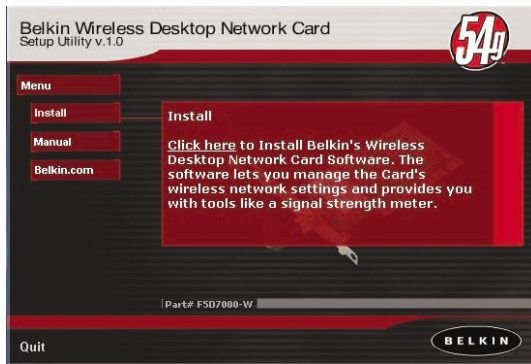 Belkin Wireless Desktop Network Card
Setup Utility v.1.0
54g
Menu
Install
Manual
Belkin.com
Install
Click here to Install Belkin's Wireless
Desktop Network Card Software. The
software lets you manage the Card's
wireless network settings and provides you
with tools like a signal strength meter.
Part# F5D7000-W
Quit
BELKIN